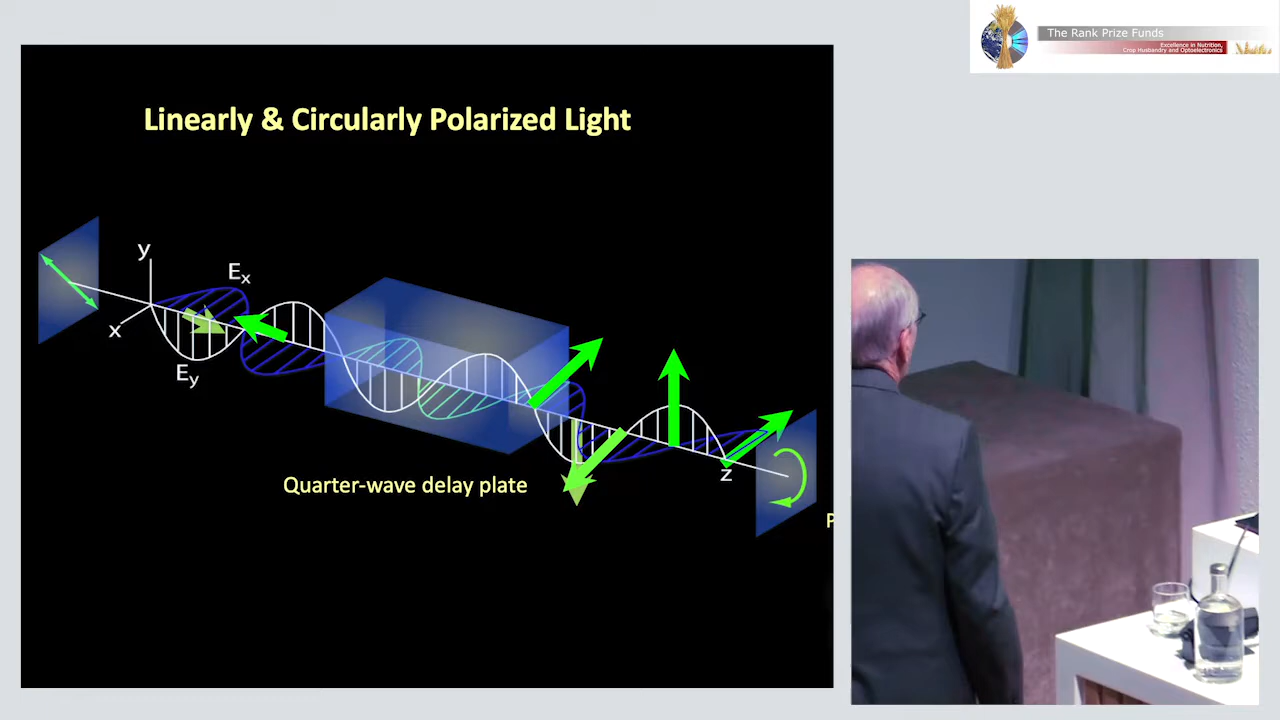 The Rank Prize Funds
Excellence in Nutrition,
Crop Husbandry and Optoelectronics
Linearly & Circularly Polarized Light
y
Ex
x
Ey
z
Quarter-wave delay plate
P